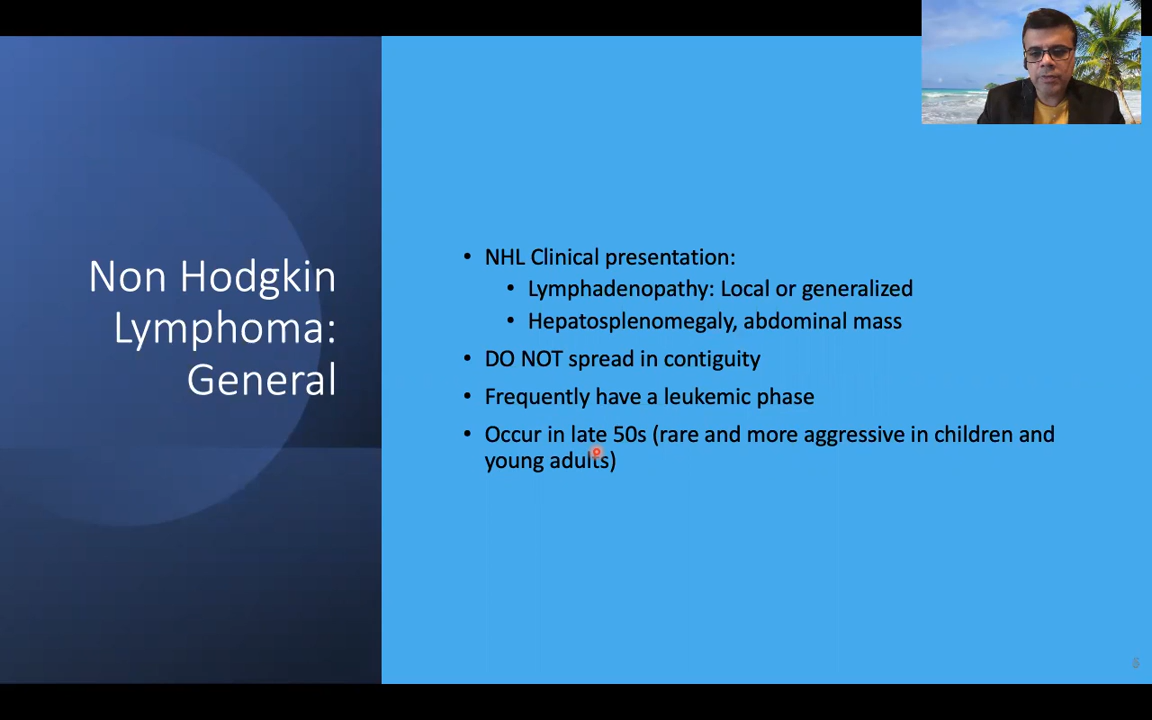 Non Hodgkin
Lymphoma:
General
• NHL Clinical presentation:
• Lymphadenopathy: Local or generalized
• Hepatosplenomegaly, abdominal mass
• DO NOT spread in contiguity
• Frequently have a leukemic phase
• Occur in late 50s (rare and more aggressive in children and
young adults)